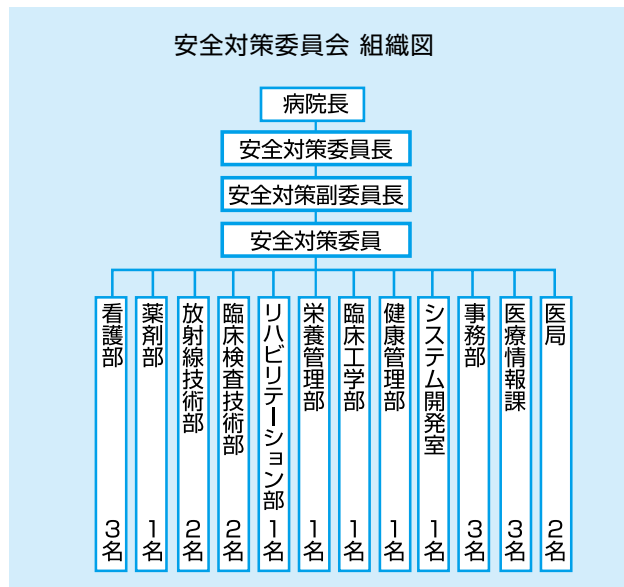 安全対策委員会 組織図
病院長
安全対策委員長
安全対策副委員長
安全対策委員
看護部 3名
薬剤部 1名
放射線技術部 2名
臨床検査技術部 2名
リハビリテーション部 1名
栄養管理部 1名
臨床工学部 1名
健康管理部 1名
システム開発室 1名
事務部 3名
医療情報課 3名
医局 2名